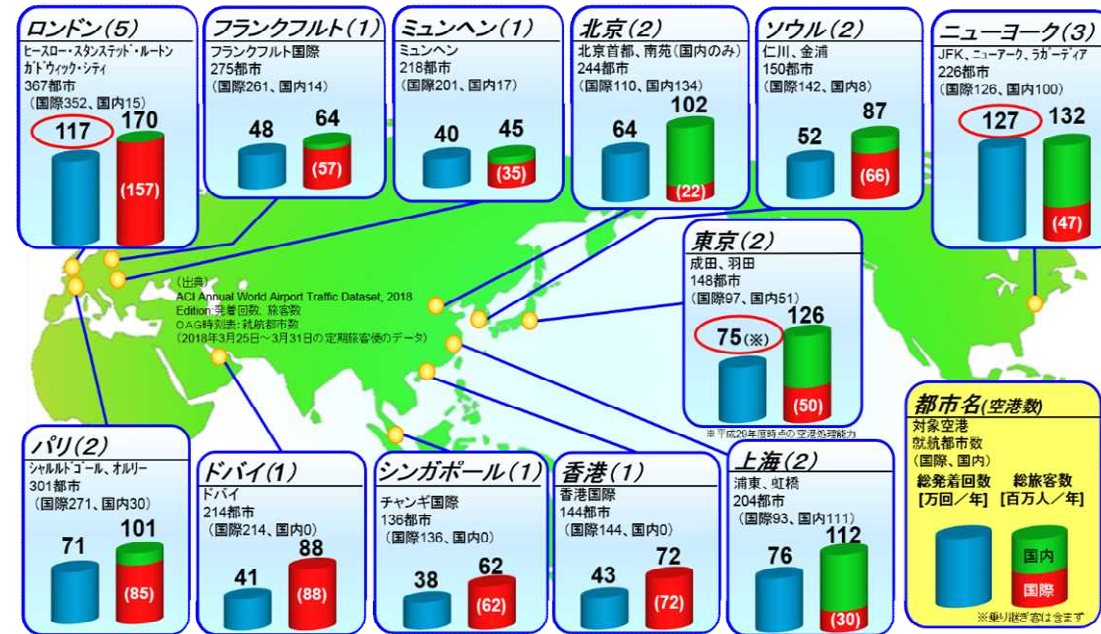 ロンドン(5)
ヒースロー・スタンステッド・ルートン
ガドウィック・シティ
367都市
(国際352、国内15)
117
170
(157)
フランクフルト(1)
フランクフルト国際
275都市
(国際261、国内14)
48
64
(57)
ミュンヘン(1)
ミュンヘン
218都市
(国際201、国内17)
40
45
(35)
北京(2)
北京首都、南苑(国内のみ)
244都市
(国際110、国内134)
64
102
(22)
ソウル(2)
仁川、金浦
150都市
(国際142、国内8)
52
87
(66)
ニューヨーク(3)
JFK、ニューアーク、ラガーディア
226都市
(国際126、国内100)
127
132
(47)
東京(2)
成田、羽田
148都市
(国際97、国内51)
75(※)
126
(50)
※平成29年度時点の空港処理能力
(出典)
ACI Annual World Airport Traffic Dataset, 2018
Edition:発着回数、旅客数
OAG時刻表:就航都市数
(2018年3月25日～3月31日の定期旅客便のデータ)
パリ(2)
シャルルドゴール、オルリー
301都市
(国際271、国内30)
71
101
(85)
ドバイ(1)
ドバイ
214都市
(国際214、国内0)
41
88
(88)
シンガポール(1)
チャンギ国際
136都市
(国際136、国内0)
38
62
(62)
香港(1)
香港国際
144都市
(国際144、国内0)
43
72
(72)
上海(2)
浦東、虹橋
204都市
(国際93、国内111)
76
112
(30)
都市名(空港数)
対象空港
就航都市数
(国際、国内)
総発着回数 総旅客数
[万回／年] [百万人／年]
国内
国際
※乗り継ぎ客は含まず